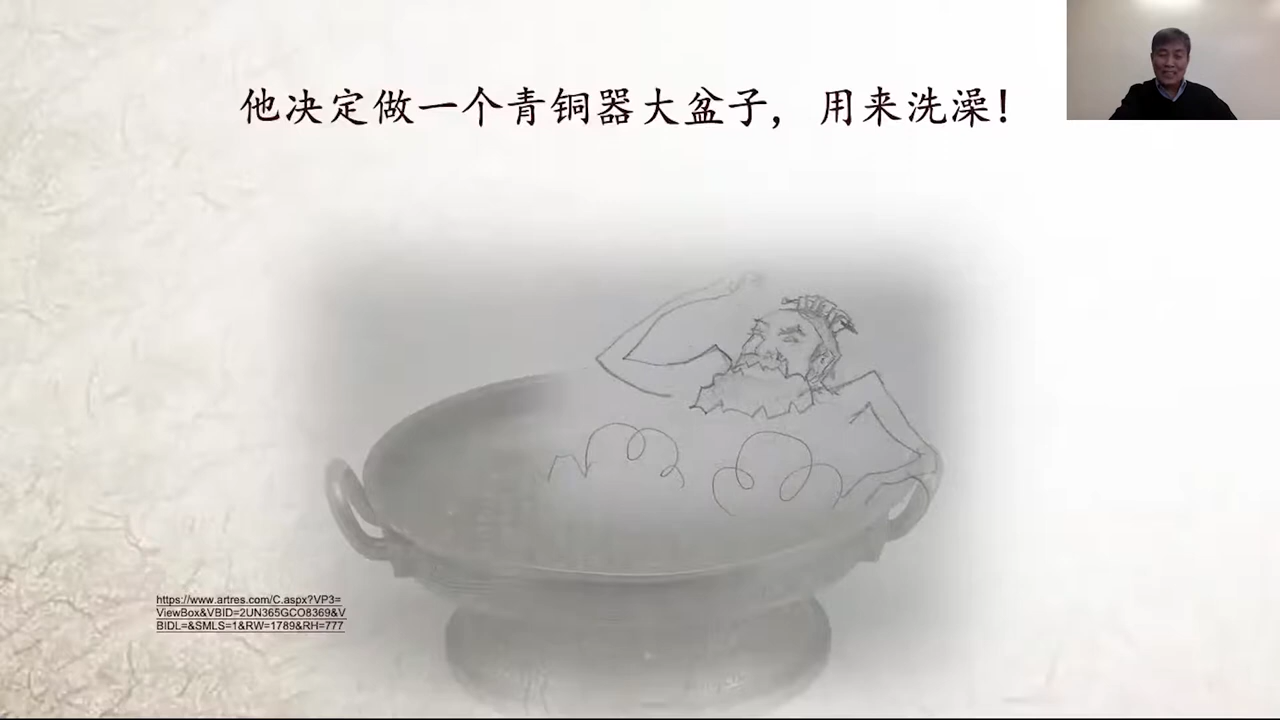 他决定做一个青铜器大盆子，用来洗澡！
https://www.artres.com/C.aspx?VP3=
ViewBox&VBID=2UN365GCO8369&V
BIDL=&SMLS=1&RW=1789&RH=777